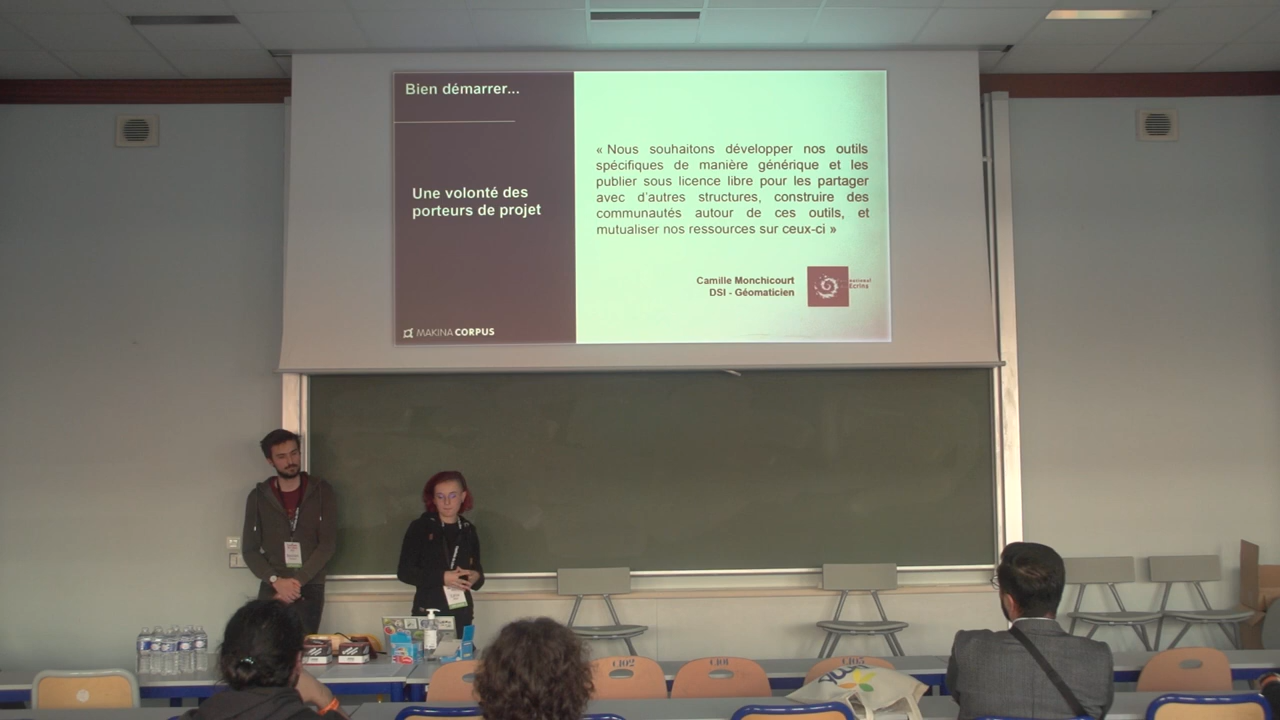 Bien démarrer...
Une volonté des
porteurs de projet
« Nous souhaitons développer nos outils
spécifiques de manière générique et les
publier sous licence libre pour les partager
avec d'autres structures, construire des
communautés autour de ces outils, et
mutualiser nos ressources sur ceux-ci »
Camille Monchicourt
DSI - Géomaticien
national
Écrins
MAKINA CORPUS